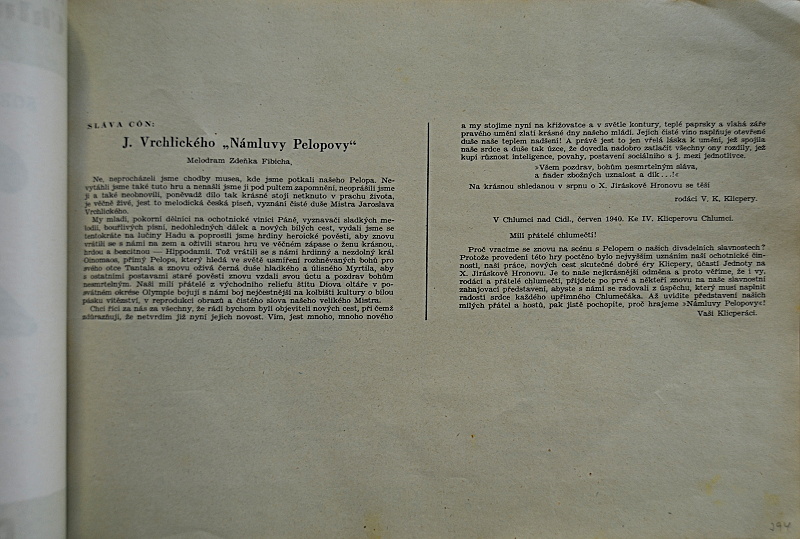 SLÁVA CÓN:
J. Vrchlického „Námluvy Pelopovy“
Melodram Zdeňka Fibicha.
Ne, neprocházeli jsme chodby musea, kde jsme potkali našeho Pelopa. Ne-
vytáhli jsme také tuto hru a nenašli jsme ji pod pultem zapomnění, neoprášili jsme
ji a také neobnovili, poněvadž dílo tak krásné stojí netknuto v prachu života,
je věčně živé, jest to melodická česká píseň, vyznání čisté duše Mistra Jaroslava
Vrchlického.
My mladí, pokorní dělníci na ochotnické vinici Páně, vyznavači sladkých me-
lodií, bouřlivých písní, nedohledných dálek a nových bílých cest, vydali jsme se
tentokráte na lučiny Hadu a poprosili jsme hrdiny heroické pověsti, aby znovu
vrátili se s námi na zem a oživili starou hru ve věčném zápase o ženu krásnou,
hrdou a bezcitnou — Hippodamii. Tož vrátili se s námi hrdinný a nezdolný král
Oinomaos, přímý Pelops, který hledá ve světě usmíření rozhněvaných bohů pro
svého otce Tantala a znovu ožívá černá duše hladkého a úlisného Myrtila, aby
s ostatními postavami staré pověsti znovu vzdali svou úctu a pozdrav bohům
nesmrtelným. Naši milí přátelé z východního reliefu štítu Diova oltáře v po-
svátném okrese Olympie bojují s námi boj nejčestnější na kolbišti kultury o bílou
pásku vítězství, v reprodukci obrazů a čistého slova našeho velikého Mistra.
Chci říci za nás za všechny, že rádi bychom byli objeviteli nových cest, při čemž
zdůrazňuji, že netvrdím již nyní jejich novost. Vím, jest mnoho, mnoho nového
a my stojíme nyní na křižovatce a v světle kontury, teplé paprsky a vlahá záře
pravého umění zlatí krásné dny našeho mládí. Jejich čisté víno naplňuje otevřené
duše naše teplem nadšení! A právě jest to jen vřelá láska k umění, jež spojila
naše srdce a duše tak úzce, že dovedla nadobro zatlačit všechny ony rozdíly, jež
kupí různost inteligence, povahy, postavení sociálního a j. mezi jednotlivce.
›Všem pozdrav, bohům nesmrtelným sláva,
a ňader zbožných uznalost a dík . . .!‹
Na krásnou shledanou v srpnu o X. Jiráskově Hronovu se těší
rodáci V. K. Klicpery.
V Chlumci nad Cidl., červen 1940. Ke IV. Klicperovu Chlumci.
Milí přátelé chlumečtí!
Proč vracíme se znovu na scénu s Pelopem o našich divadelních slavnostech?
Protože provedení této hry poctěno bylo nejvyšším uznáním naší ochotnické čin-
nosti, naší práce, nových cest skutečné dobré éry Klicpery, účastí Jednoty na
X. Jiráskově Hronovu. Je to naše nejkrásnější odměna a proto věříme, že i vy,
rodáci a přátelé chlumečtí, přijdete po prvé a někteří znovu na naše slavnostní
zahajovací představení, abyste s námi se radovali z úspěchu, který musí naplnit
radostí srdce každého upřímného Chlumečáka. Až uvidíte představení našich
milých přátel a hostů, pak jistě pochopíte, proč hrajeme ›Námluvy Pelopovy‹!
Vaši Klicperáci.
294